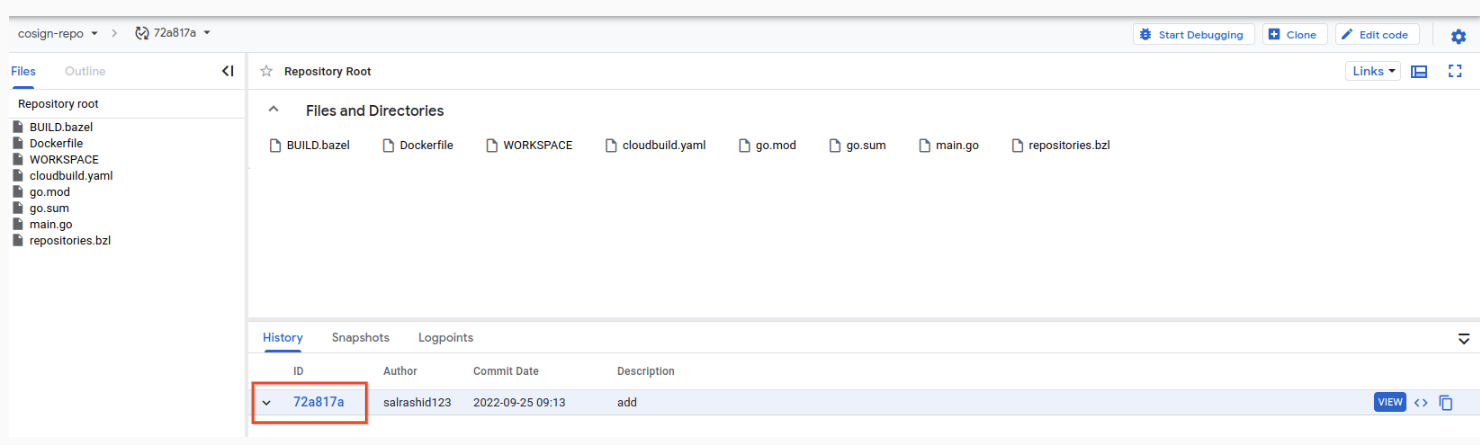 cosign-repo > 72a817a Start Debugging Clone Edit code
Files Outline
Repository root
BUILD.bazel
Dockerfile
WORKSPACE
cloudbuild.yaml
go.mod
go.sum
main.go
repositories.bzl
Repository Root Links
Files and Directories
BUILD.bazel Dockerfile WORKSPACE cloudbuild.yaml go.mod go.sum main.go repositories.bzl
History Snapshots Logpoints
ID Author Commit Date Description
72a817a salrashid123 2022-09-25 09:13 add VIEW